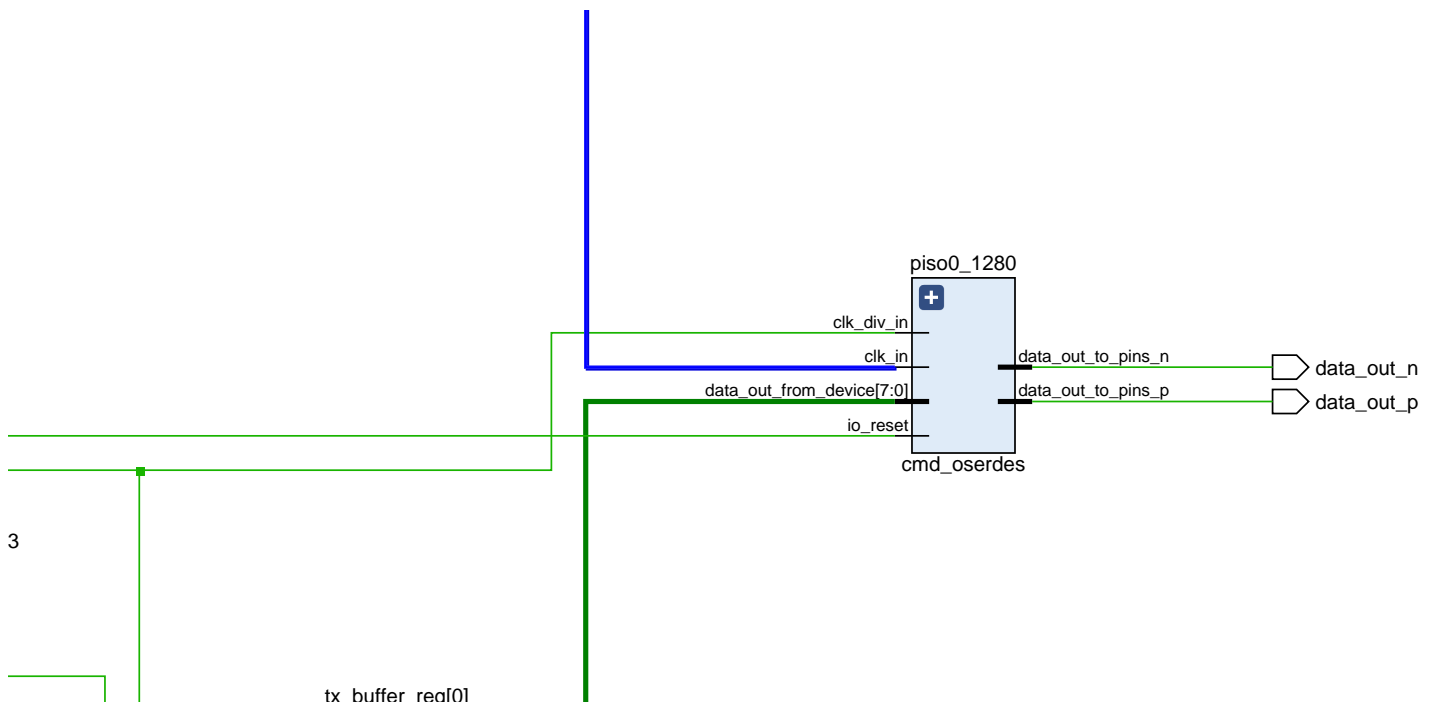 piso0_1280
clk_div_in
clk_in
data_out_from_device[7:0]
io_reset
data_out_to_pins_n
data_out_to_pins_p
data_out_n
data_out_p
cmd_oserdes
3
tx_buffer_reg[0]